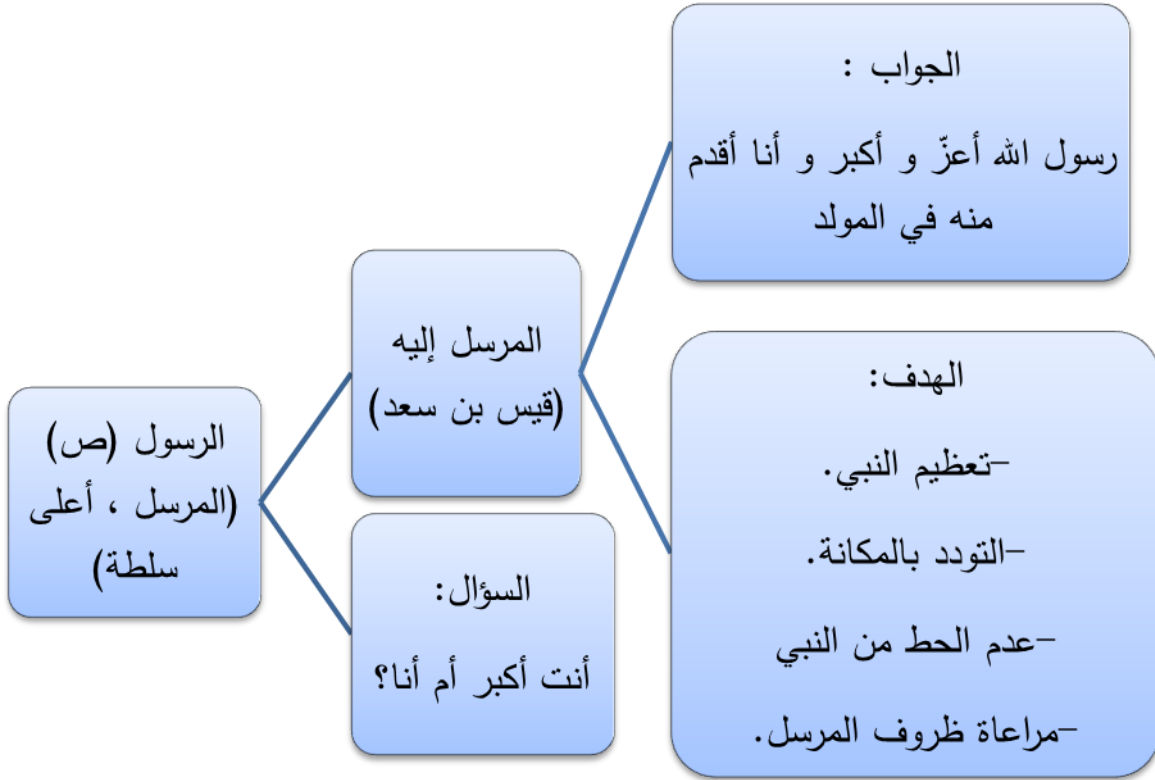 الجواب :
رسول الله أعزّ و أكبر و أنا أقدم
منه في المولد
المرسل إليه
(قيس بن سعد)
الهدف:
-تعظيم النبي.
-التودد بالمكانة.
-عدم الحط من النبي
-مراعاة ظروف المرسل.
الرسول (ص)
(المرسل ، أعلى
سلطة)
السؤال:
أنت أكبر أم أنا؟